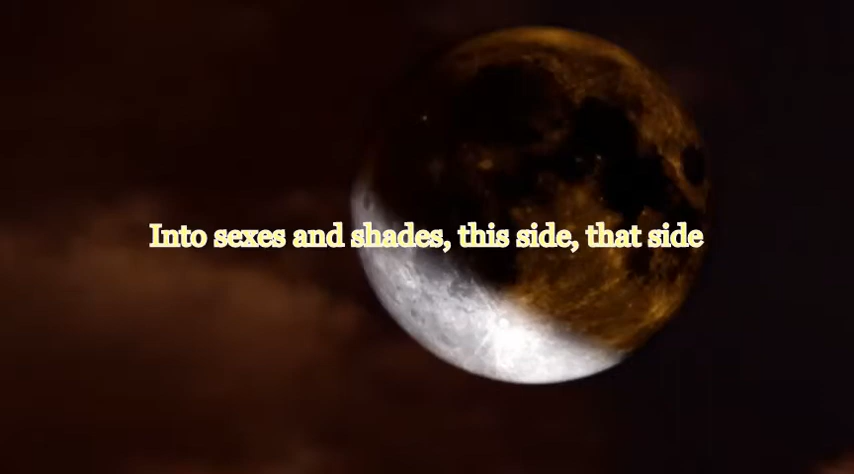 Into sexes and shades, this side, that side